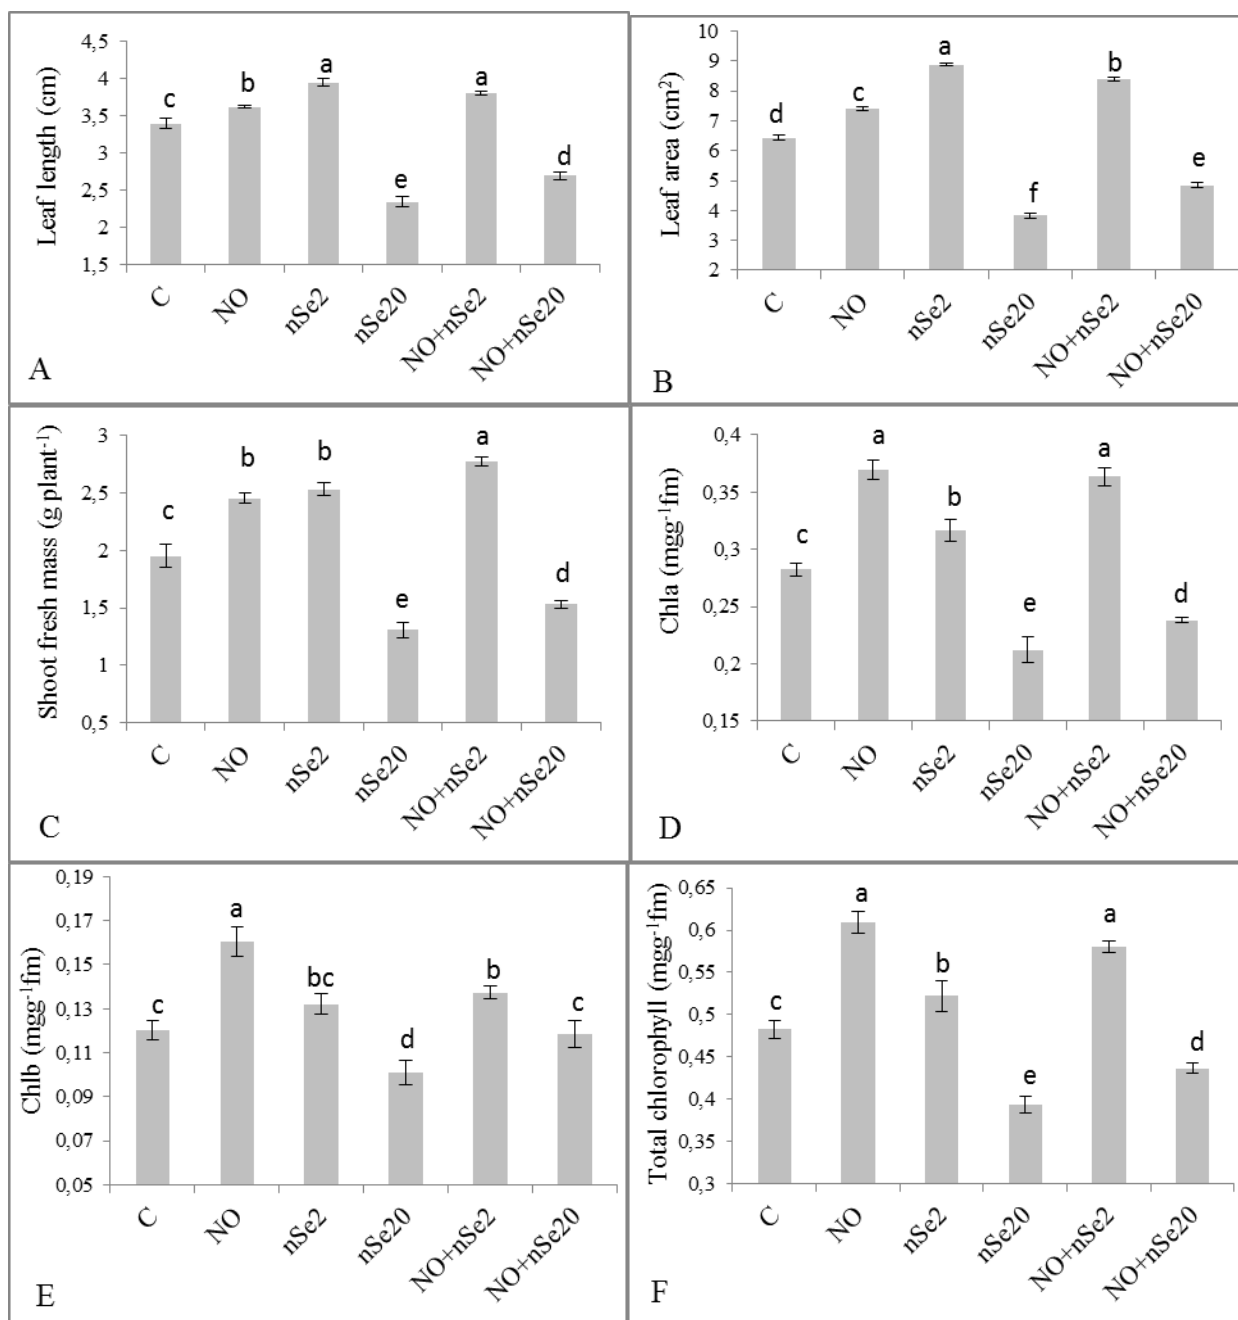 4,5
4
3,5
3
2,5
2
1,5
Leaf length (cm)
c
b
a
e
a
d
C
NO
nSe2
nSe20
NO+nSe2
NO+nSe20
A
10
9
8
7
6
5
4
3
2
Leaf area (cm²)
d
c
a
f
b
e
C
NO
nSe2
nSe20
NO+nSe2
NO+nSe20
B
3
2,5
2
1,5
1
0,5
Shoot fresh mass (g plant⁻¹)
c
b
b
e
a
d
C
NO
nSe2
nSe20
NO+nSe2
NO+nSe20
C
0,4
0,35
0,3
0,25
0,2
0,15
Chla (mgg⁻¹fm)
c
a
b
e
a
d
C
NO
nSe2
nSe20
NO+nSe2
NO+nSe20
D
0,19
0,17
0,15
0,13
0,11
0,09
0,07
0,05
Chlb (mgg⁻¹fm)
c
a
bc
d
b
c
C
NO
nSe2
nSe20
NO+nSe2
NO+nSe20
E
0,65
0,6
0,55
0,5
0,45
0,4
0,35
0,3
Total chlorophyll (mgg⁻¹fm)
c
a
b
e
a
d
C
NO
nSe2
nSe20
NO+nSe2
NO+nSe20
F